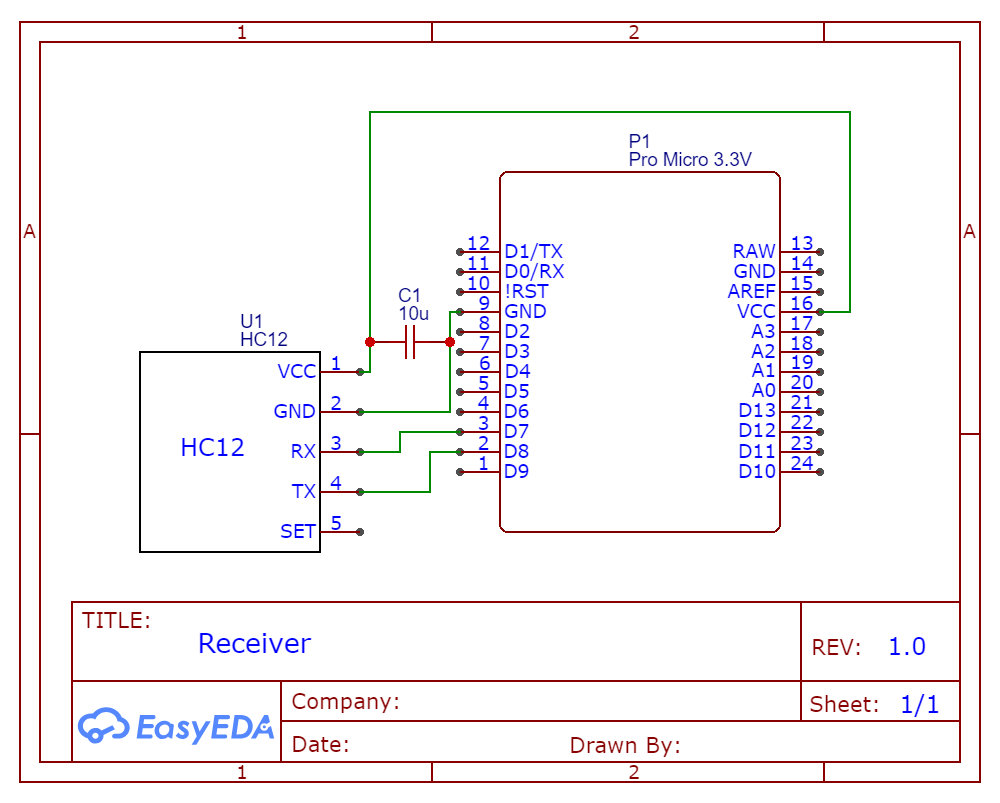 1 2
A A
P1
Pro Micro 3.3V
12 D1/TX RAW 13
11 D0/RX GND 14
10 !RST AREF 15
9 GND VCC 16
8 D2 A3 17
7 D3 A2 18
6 D4 A1 19
5 D5 A0 20
4 D6 D13 21
3 D7 D12 22
2 D8 D11 23
1 D9 D10 24
C1
10u
U1
HC12
HC12
VCC 1
GND 2
RX 3
TX 4
SET 5
TITLE:
Receiver
REV: 1.0
EasyEDA
Company:
Sheet: 1/1
Date:
Drawn By:
1 2